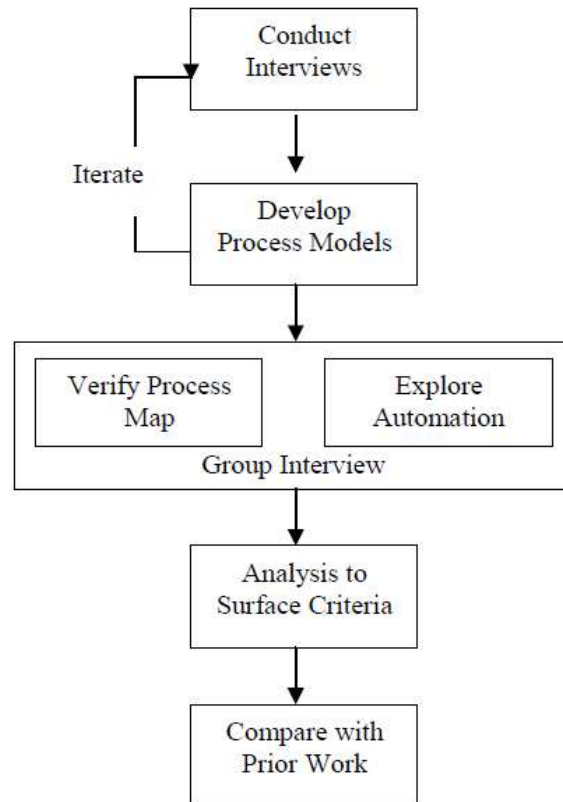 Conduct
Interviews
Iterate
Develop
Process Models
Verify Process
Map
Explore
Automation
Group Interview
Analysis to
Surface Criteria
Compare with
Prior Work